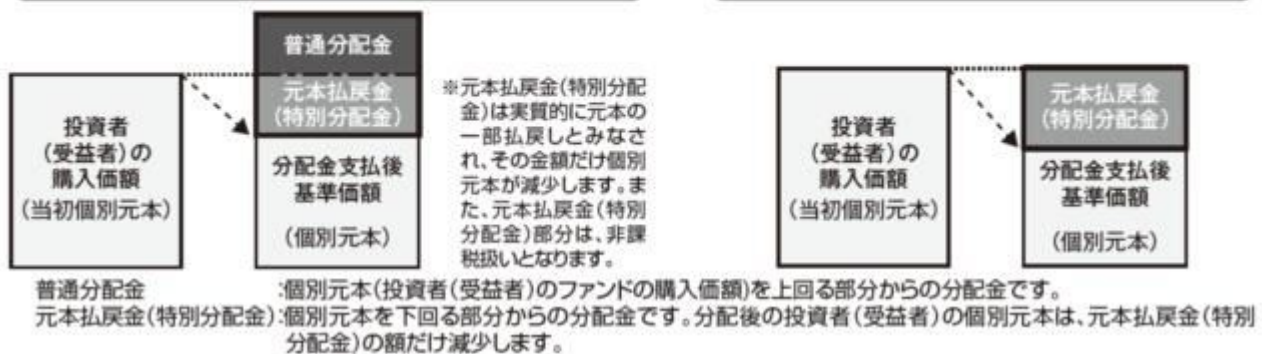 普通分配金
元本払戻金
(特別分配金)
投資者
(受益者)の
購入価額
(当初個別元本)
分配金支払後
基準価額
(個別元本)
※元本払戻金(特別分配
金)は実質的に元本の
一部払戻しとみなさ
れ、その金額だけ個別
元本が減少します。ま
た、元本払戻金(特別
分配金)部分は、非課
税扱いとなります。
投資者
(受益者)の
購入価額
(当初個別元本)
元本払戻金
(特別分配金)
分配金支払後
基準価額
(個別元本)
普通分配金 :個別元本(投資者(受益者)のファンドの購入価額)を上回る部分からの分配金です。
元本払戻金(特別分配金):個別元本を下回る部分からの分配金です。分配後の投資者(受益者)の個別元本は、元本払戻金(特別
分配金)の額だけ減少します。